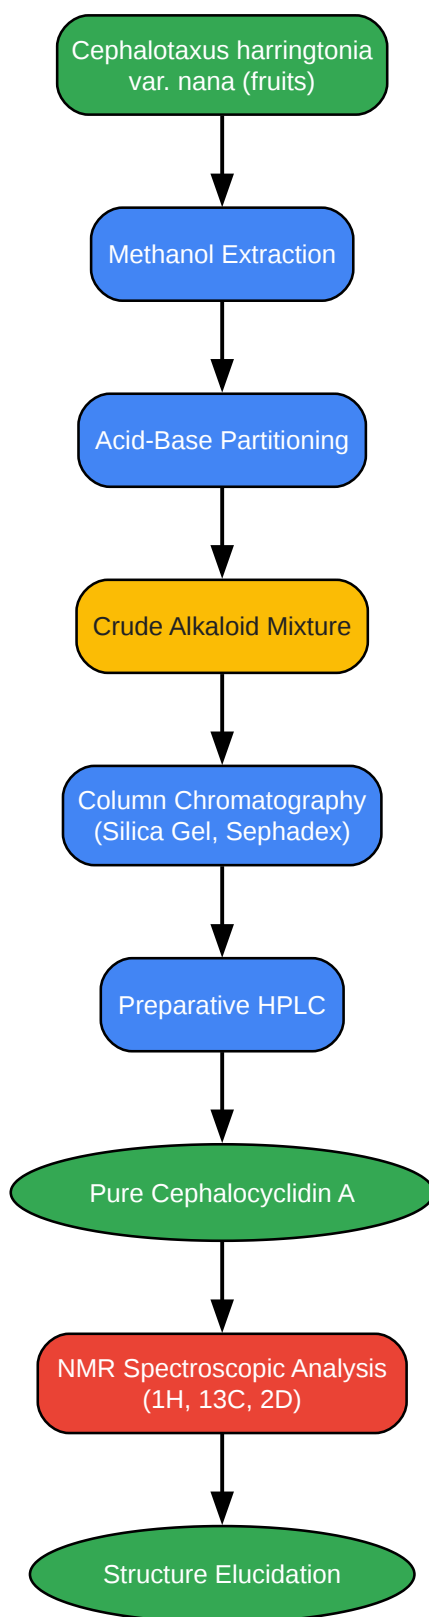 Cephalotaxus harringtonia
var. nana (fruits)
Methanol Extraction
Acid-Base Partitioning
Crude Alkaloid Mixture
Column Chromatography
(Silica Gel, Sephadex)
Preparative HPLC
Pure Cephalocyclidin A
NMR Spectroscopic Analysis
(1H, 13C, 2D)
Structure Elucidation